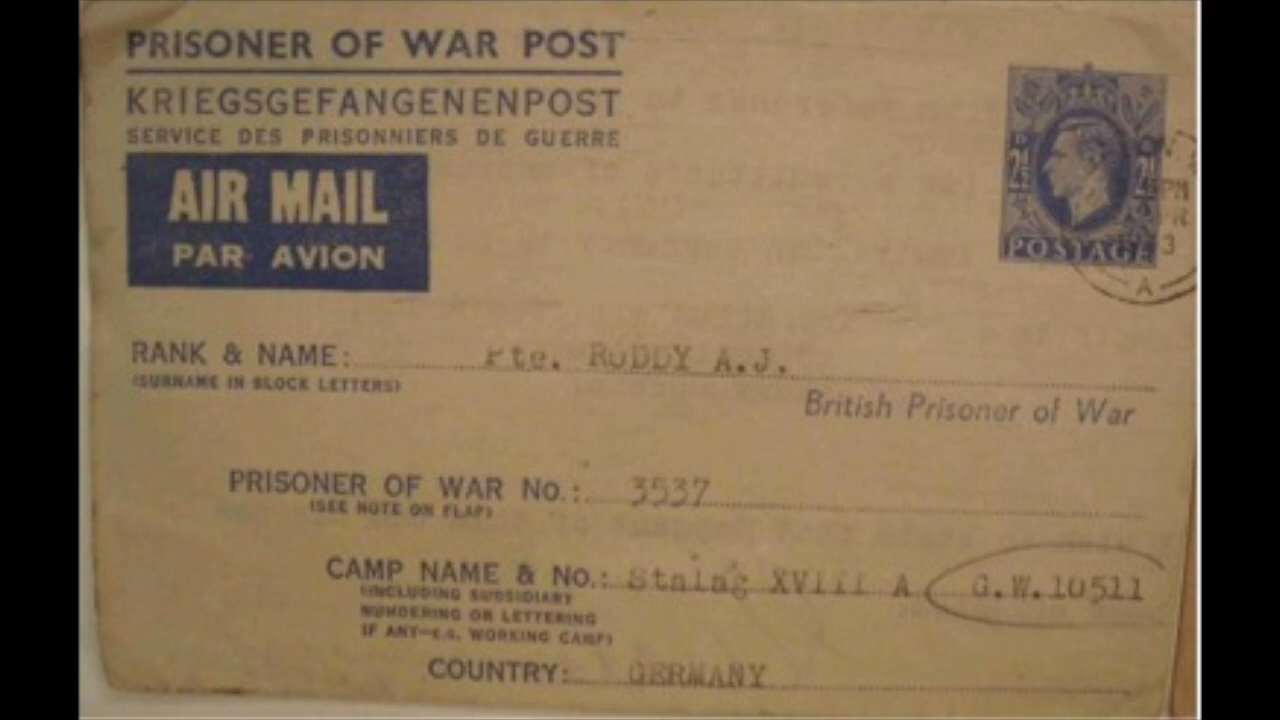 PRISONER OF WAR POST
KRIEGSGEFANGENENPOST
SERVICE DES PRISONNIERS DE GUERRE
AIR MAIL
PAR AVION
POSTAGE
PM
3
A
RANK & NAME: Pte. RODDY A.J.
(SURNAME IN BLOCK LETTERS)
British Prisoner of War
PRISONER OF WAR No.: 3537
(SEE NOTE ON FLAP)
CAMP NAME & NO.: Stalag XVIII A G.W.10511
(INCLUDING SUBSIDIARY
NUMBERING OR LETTERING
IF ANY—E.G. WORKING CAMP)
COUNTRY: GERMANY